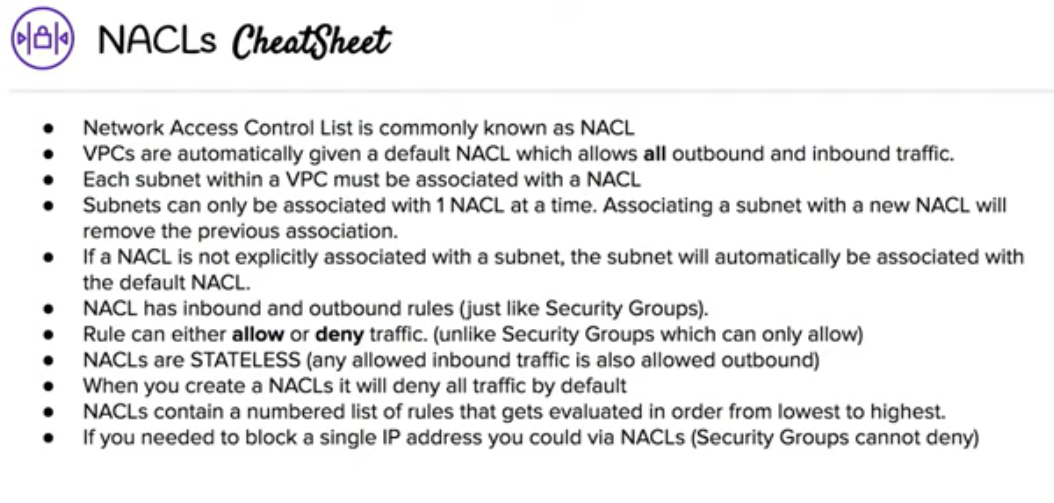 NACLs CheatSheet
● Network Access Control List is commonly known as NACL
● VPCs are automatically given a default NACL which allows all outbound and inbound traffic.
● Each subnet within a VPC must be associated with a NACL
● Subnets can only be associated with 1 NACL at a time. Associating a subnet with a new NACL will
remove the previous association.
● If a NACL is not explicitly associated with a subnet, the subnet will automatically be associated with
the default NACL.
● NACL has inbound and outbound rules (just like Security Groups).
● Rule can either allow or deny traffic. (unlike Security Groups which can only allow)
● NACLs are STATELESS (any allowed inbound traffic is also allowed outbound)
● When you create a NACLs it will deny all traffic by default
● NACLs contain a numbered list of rules that gets evaluated in order from lowest to highest.
● If you needed to block a single IP address you could via NACLs (Security Groups cannot deny)